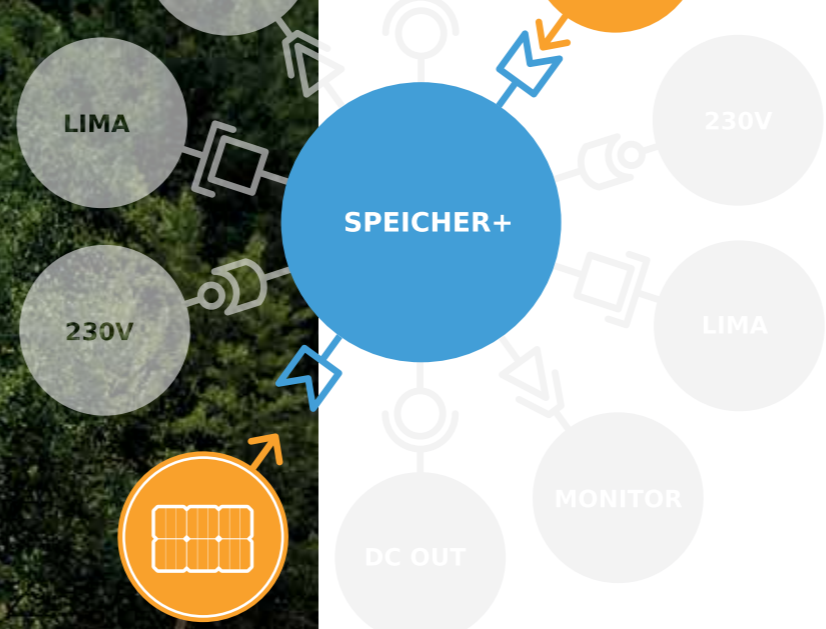 LIMA
230V
SPEICHER+
230V
LIMA
MONITOR
DC OUT